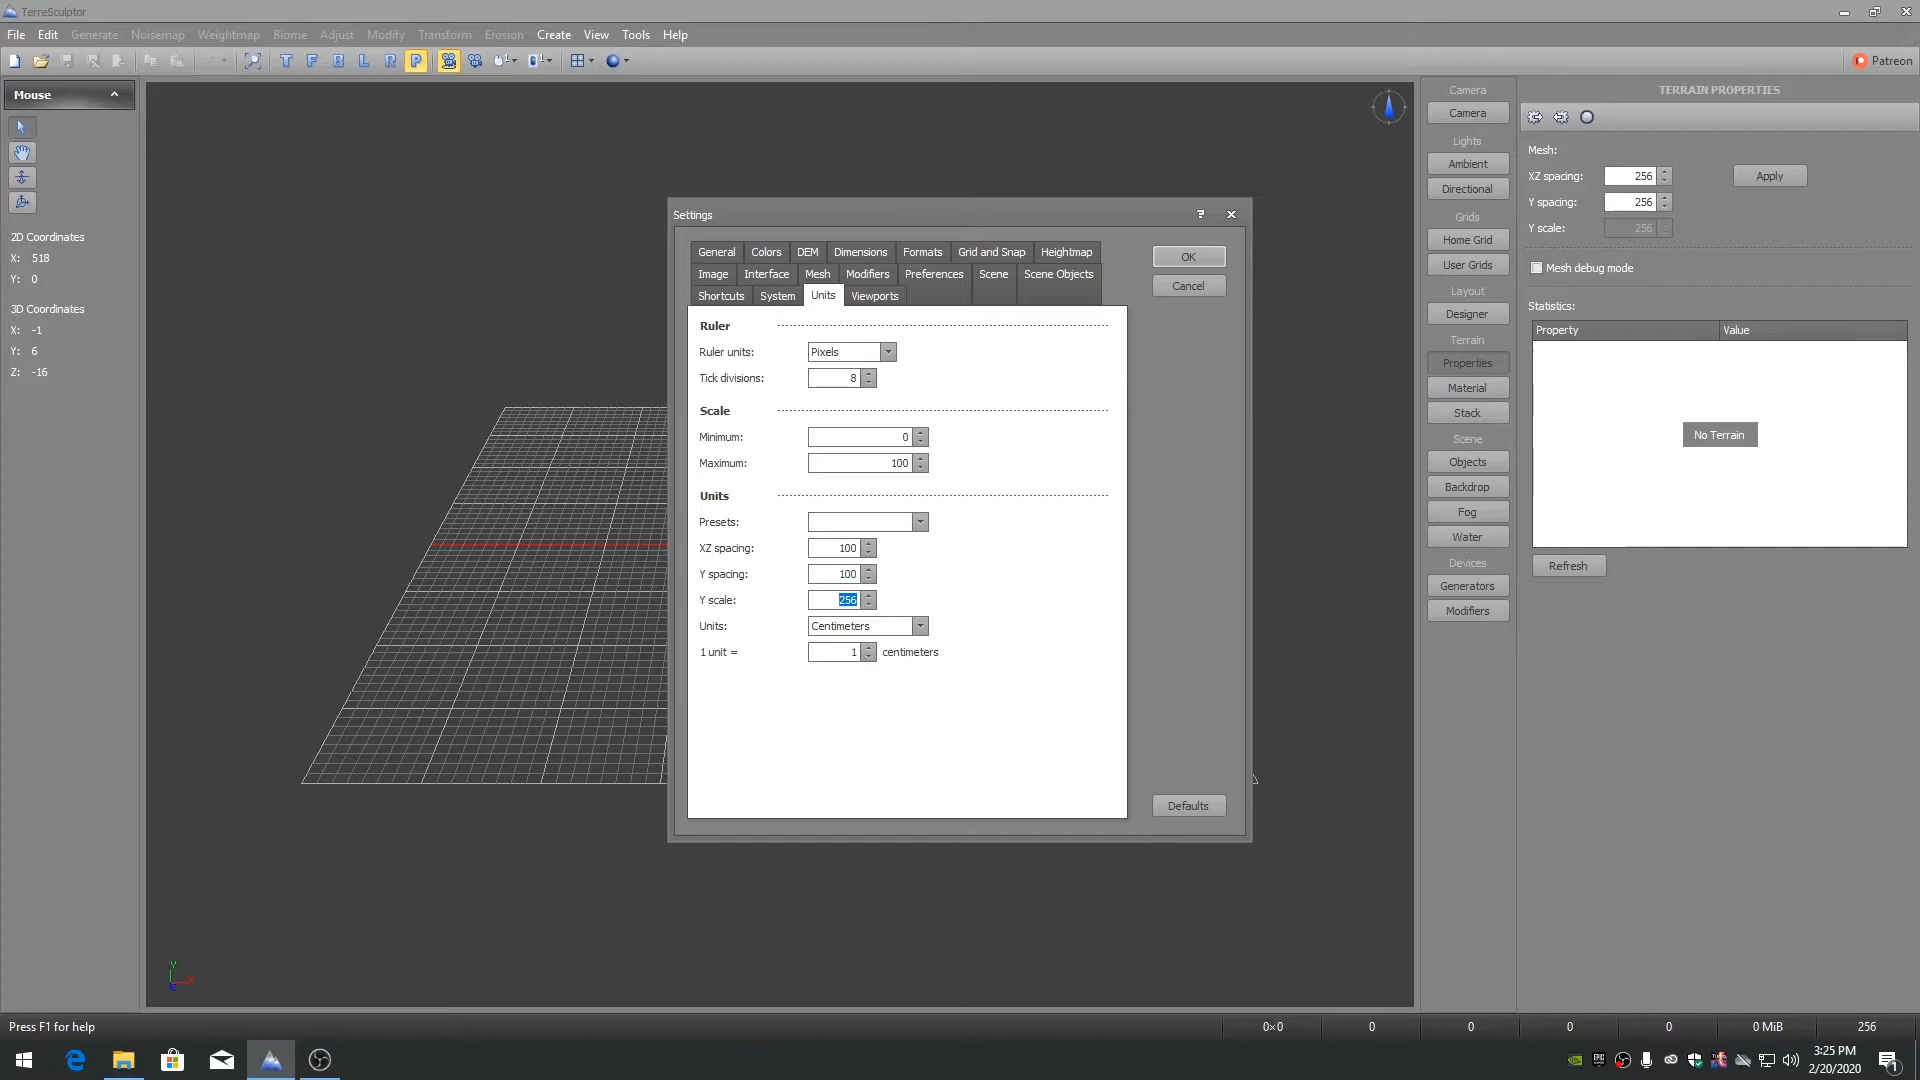 TerreSculptor
File Edit Generate Noisemap Weightmap Biome Adjust Modify Transform Erosion Create View Tools Help
T F B L R P
Patreon
Mouse
2D Coordinates
X: 518
Y: 0
3D Coordinates
X: -1
Y: 6
Z: -16
Settings
General Colors DEM Dimensions Formats Grid and Snap Heightmap
Image Interface Mesh Modifiers Preferences Scene Scene Objects
Shortcuts System Units Viewports
OK
Cancel
Ruler
Ruler units: Pixels
Tick divisions: 8
Scale
Minimum: 0
Maximum: 100
Units
Presets:
XZ spacing: 100
Y spacing: 100
Y scale: 256
Units: Centimeters
1 unit = 1 centimeters
Defaults
Camera
Camera
Lights
Ambient
Directional
Grids
Home Grid
User Grids
Layout
Designer
Terrain
Properties
Material
Stack
Scene
Objects
Backdrop
Fog
Water
Devices
Generators
Modifiers
TERRAIN PROPERTIES
Mesh:
XZ spacing: 256 Apply
Y spacing: 256
Y scale: 256
Mesh debug mode
Statistics:
Property Value
No Terrain
Refresh
Y
Press F1 for help
0×0 0 0 0 0 0 MiB 256
3:25 PM
2/20/2020
1